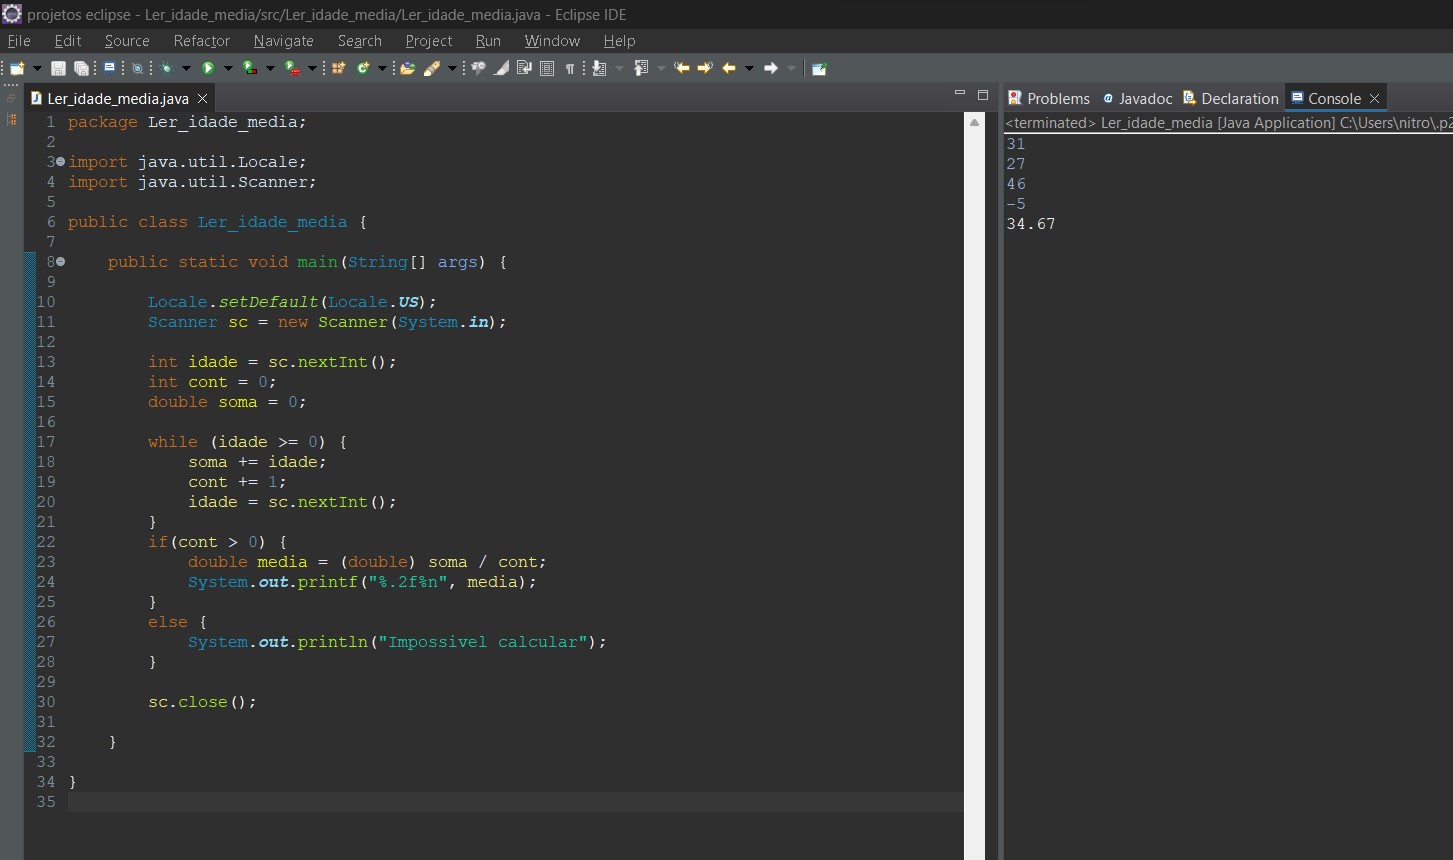 projetos eclipse - Ler_idade_media/src/Ler_idade_media/Ler_idade_media.java - Eclipse IDE
File Edit Source Refactor Navigate Search Project Run Window Help
Ler_idade_media.java
1 package Ler_idade_media;
2
3 import java.util.Locale;
4 import java.util.Scanner;
5
6 public class Ler_idade_media {
7
8 public static void main(String[] args) {
9
10 Locale.setDefault(Locale.US);
11 Scanner sc = new Scanner(System.in);
12
13 int idade = sc.nextInt();
14 int cont = 0;
15 double soma = 0;
16
17 while (idade >= 0) {
18 soma += idade;
19 cont += 1;
20 idade = sc.nextInt();
21 }
22 if(cont > 0) {
23 double media = (double) soma / cont;
24 System.out.printf("%.2f%n", media);
25 }
26 else {
27 System.out.println("Impossivel calcular");
28 }
29
30 sc.close();
31
32 }
33
34 }
35
Problems Javadoc Declaration Console
<terminated> Ler_idade_media [Java Application] C:\Users\nitro\.p2
31
27
46
-5
34.67